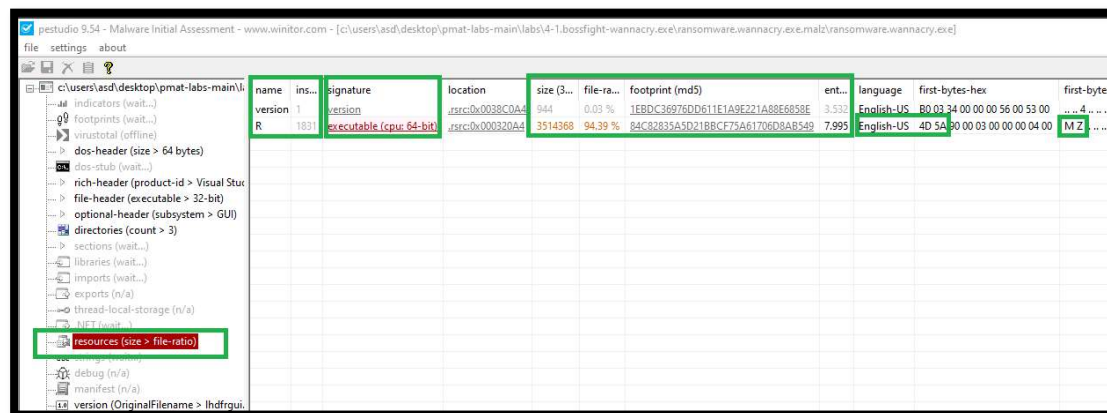 pestudio 9.54 - Malware Initial Assessment - www.winitor.com - [c:\users\asd\desktop\pmat-labs-main\labs\4-1.bossfight-wannacry.exe\ransomware.wannacry.exe.malz\ransomware.wannacry.exe]
file settings about
c:\users\asd\desktop\pmat-labs-main\l
indicators (wait...)
footprints (wait...)
virustotal (offline)
dos-header (size > 64 bytes)
dos-stub (wait...)
rich-header (product-id > Visual Stu
file-header (executable > 32-bit)
optional-header (subsystem > GUI)
directories (count > 3)
sections (wait...)
libraries (wait...)
imports (wait...)
exports (n/a)
thread-local-storage (n/a)
.NET (wait...)
resources (size > file-ratio)
debug (n/a)
manifest (n/a)
version (OriginalFilename > lhdfrgui.
name ins... signature location size (3... file-ra... footprint (md5) ent... language first-bytes-hex first-byte
version 1 version .rsrc:0x0038C0A4 944 0.03 % 1EBDC36976DD611E1A9E221A88E6858E 3.532 English-US B0 03 34 00 00 00 56 00 53 00 .. .. 4 . . .
R 1831 executable (cpu: 64-bit) .rsrc:0x000320A4 3514368 94.39 % 84C82835A5D21BBCF75A61706D8AB549 7.995 English-US 4D 5A 90 00 03 00 00 00 04 00 M Z . . . .